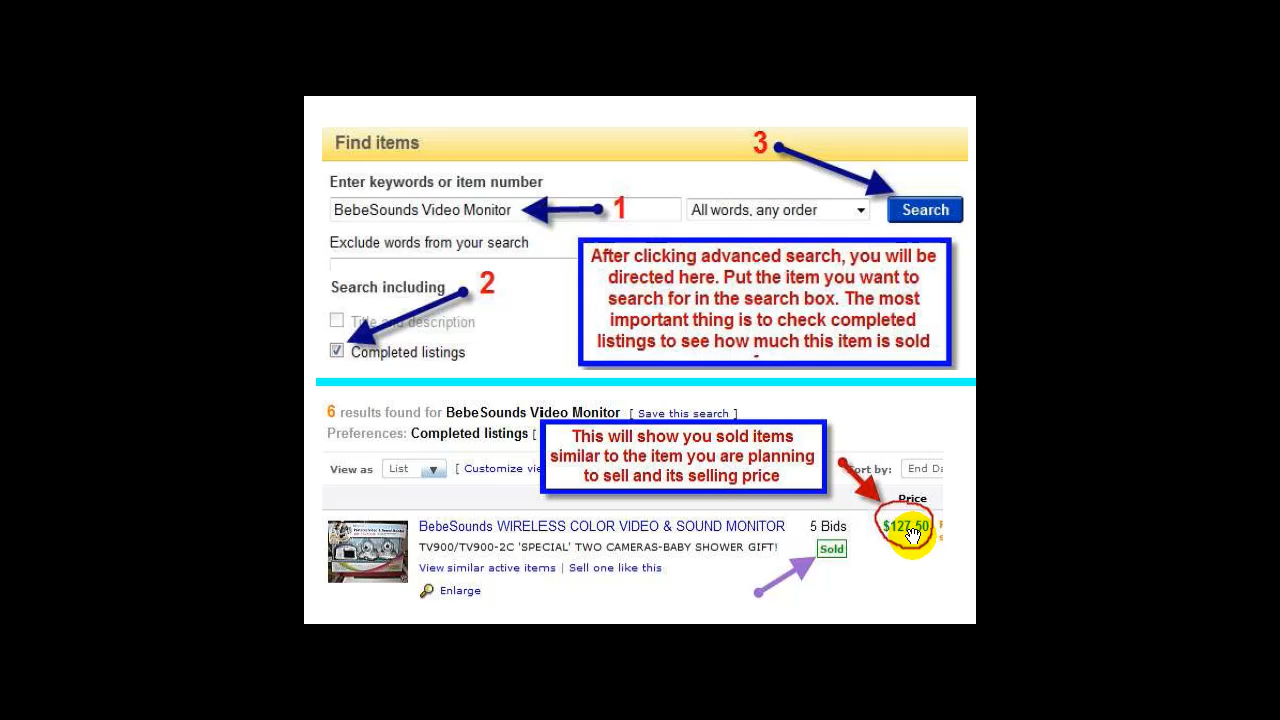 Find items
3
Enter keywords or item number
BebeSounds Video Monitor
1
All words, any order
Search
Exclude words from your search
After clicking advanced search, you will be
directed here. Put the item you want to
search for in the search box. The most
important thing is to check completed
listings to see how much this item is sold
Search including
2
Title and description
Completed listings
6 results found for BebeSounds Video Monitor [ Save this search ]
Preferences: Completed listings [
This will show you sold items
similar to the item you are planning
to sell and its selling price
View as List [ Customize
Sort by: End
Price
BebeSounds WIRELESS COLOR VIDEO & SOUND MONITOR
5 Bids
$127.50
TV900/TV900-2C 'SPECIAL' TWO CAMERAS-BABY SHOWER GIFT!
Sold
View similar active items | Sell one like this
Enlarge